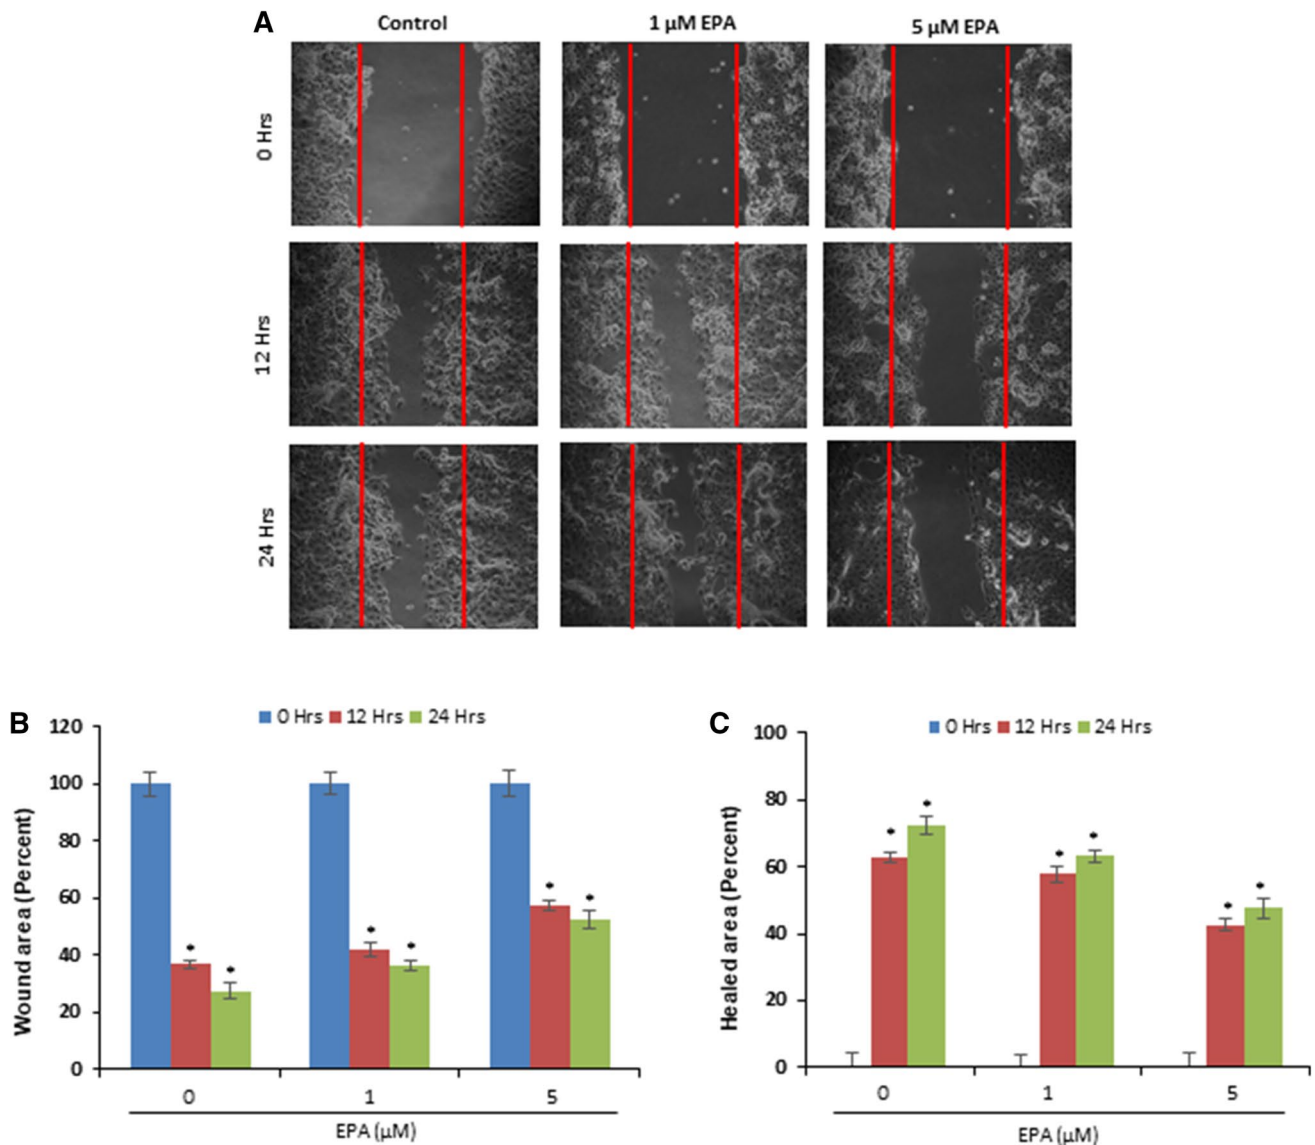 A
Control
1 µM EPA
5 µM EPA
0 Hrs
12 Hrs
24 Hrs
B
0 Hrs 12 Hrs 24 Hrs
Wound area (Percent)
120
100
80
60
40
20
0
* * * * * *
0 1 5
EPA (µM)
C
0 Hrs 12 Hrs 24 Hrs
Healed area (Percent)
100
80
60
40
20
0
* * * * * *
0 1 5
EPA (µM)